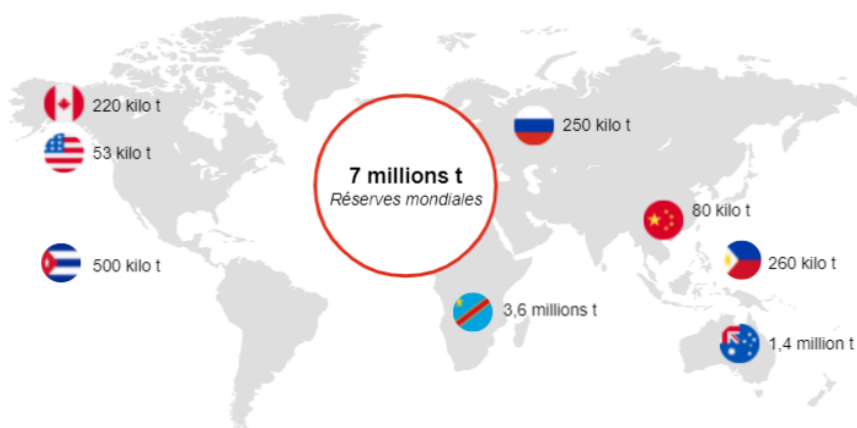 220 kilo t
53 kilo t
500 kilo t
7 millions t
Réserves mondiales
250 kilo t
80 kilo t
260 kilo t
3,6 millions t
1,4 million t